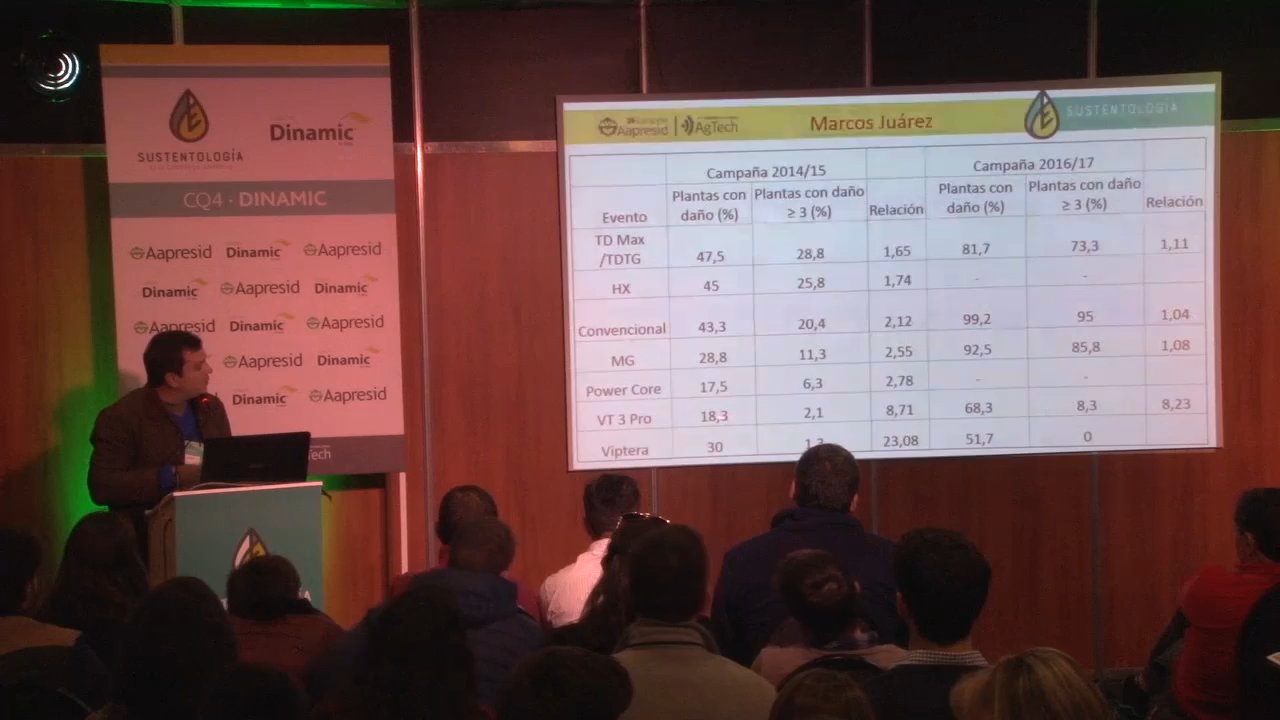 SUSTENTOLOGÍA
Dinamic
CQ4 - DINAMIC
Aapresid Dinamic Aapresid
Dinamic Aapresid Dinamic
Aapresid Dinamic Aapresid
Aapresid Dinamic
Dinamic Aapresid
Tech
Aapresid AgTech Marcos Juárez SUSTENTOLOGÍA
Campaña 2014/15 Campaña 2016/17
Evento Plantas con daño (%) Plantas con daño ≥ 3 (%) Relación Plantas con daño (%) Plantas con daño ≥ 3 (%) Relación
TD Max /TDTG 47,5 28,8 1,65 81,7 73,3 1,11
HX 45 25,8 1,74 - -
Convencional 43,3 20,4 2,12 99,2 95 1,04
MG 28,8 11,3 2,55 92,5 85,8 1,08
Power Core 17,5 6,3 2,78 - -
VT 3 Pro 18,3 2,1 8,71 68,3 8,3 8,23
Viptera 30 23,08 51,7 0